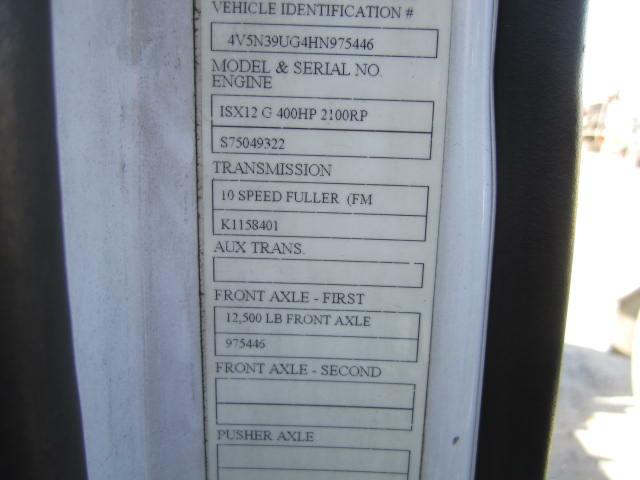 VEHICLE IDENTIFICATION #
4V5N39UG4HN975446
MODEL & SERIAL NO.
ENGINE
ISX12 G 400HP 2100RP
S75049322
TRANSMISSION
10 SPEED FULLER (FM
K1158401
AUX TRANS.
FRONT AXLE - FIRST
12,500 LB FRONT AXLE
975446
FRONT AXLE - SECOND
PUSHER AXLE